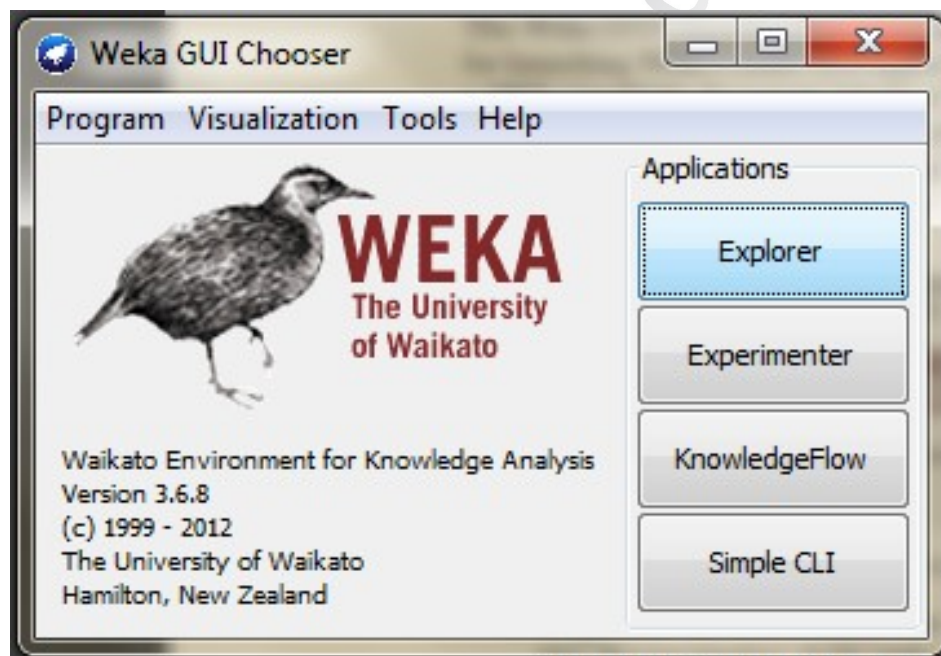 Weka GUI Chooser
Program Visualization Tools Help
Applications
WEKA
The University
of Waikato
Explorer
Experimenter
KnowledgeFlow
Simple CLI
Waikato Environment for Knowledge Analysis
Version 3.6.8
(c) 1999 - 2012
The University of Waikato
Hamilton, New Zealand